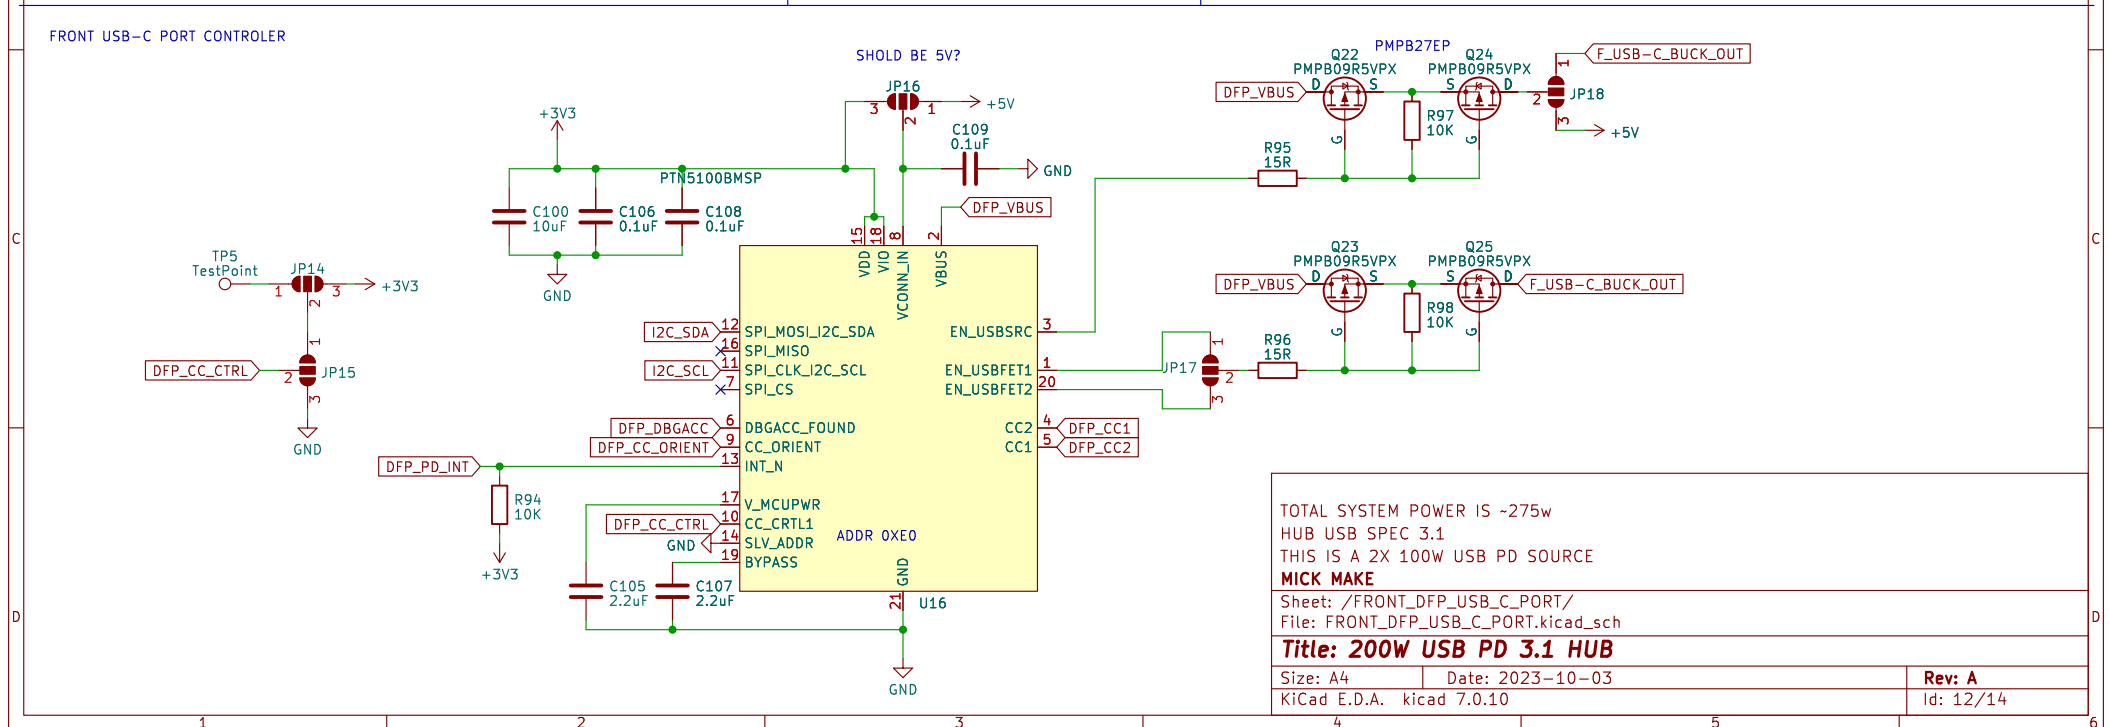 FRONT USB-C PORT CONTROLER
SHOLD BE 5V?
JP16
3
1
2
+5V
+3V3
C109
0.1uF
GND
PTN5100BMSP
C100
10uF
C106
0.1uF
C108
0.1uF
GND
DFP_VBUS
TP5
TestPoint
JP14
1
2
3
+3V3
DFP_CC_CTRL
1
2
3
JP15
GND
15
18
8
2
VDD
VIO
VCONN_IN
VBUS
I2C_SDA
12
SPI_MOSI_I2C_SDA
16
SPI_MISO
I2C_SCL
11
SPI_CLK_I2C_SCL
7
SPI_CS
DFP_DBGACC
6
DBGACC_FOUND
DFP_CC_ORIENT
9
CC_ORIENT
DFP_PD_INT
13
INT_N
R94
10K
+3V3
17
V_MCUPWR
DFP_CC_CTRL
10
CC_CRTL1
GND
14
SLV_ADDR
19
BYPASS
ADDR 0XE0
C105
2.2uF
C107
2.2uF
GND
21
U16
GND
EN_USBSRC
3
EN_USBFET1
1
EN_USBFET2
20
CC2
4
DFP_CC1
CC1
5
DFP_CC2
PMPB27EP
Q22
PMPB09R5VPX
D
S
G
Q24
PMPB09R5VPX
S
D
G
DFP_VBUS
R97
10K
R95
15R
F_USB-C_BUCK_OUT
1
2
3
JP18
+5V
Q23
PMPB09R5VPX
D
S
G
Q25
PMPB09R5VPX
S
D
G
DFP_VBUS
F_USB-C_BUCK_OUT
R98
10K
R96
15R
JP17
1
2
3
TOTAL SYSTEM POWER IS ~275w
HUB USB SPEC 3.1
THIS IS A 2X 100W USB PD SOURCE
MICK MAKE
Sheet: /FRONT_DFP_USB_C_PORT/
File: FRONT_DFP_USB_C_PORT.kicad_sch
Title: 200W USB PD 3.1 HUB
Size: A4
Date: 2023-10-03
Rev: A
KiCad E.D.A. kicad 7.0.10
Id: 12/14
C
D
C
D
1
2
3
4
5
6